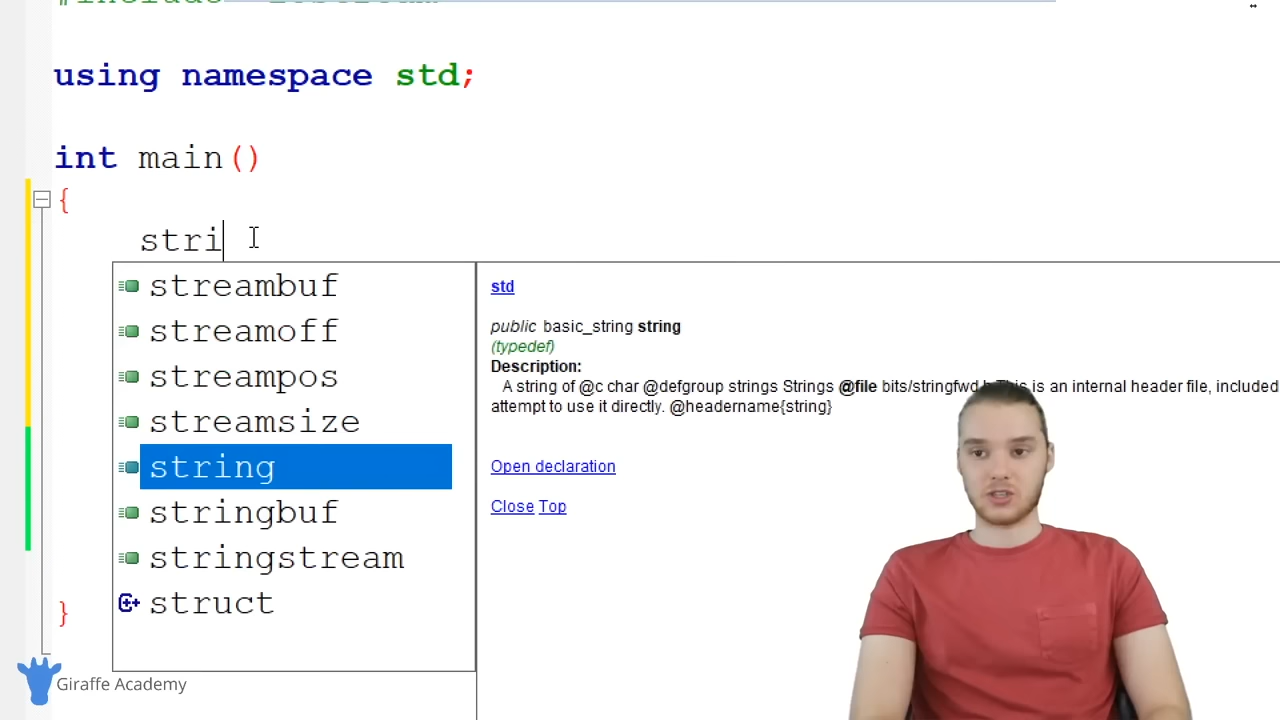 using namespace std;
int main()
{
stri
streambuf
streamoff
streampos
streamsize
string
stringbuf
stringstream
struct
std
public basic_string string
(typedef)
Description:
A string of @c char @defgroup strings Strings @file bits/stringfwd.h This is an internal header file, included
attempt to use it directly. @headername{string}
Open declaration
Close Top
}
Giraffe Academy